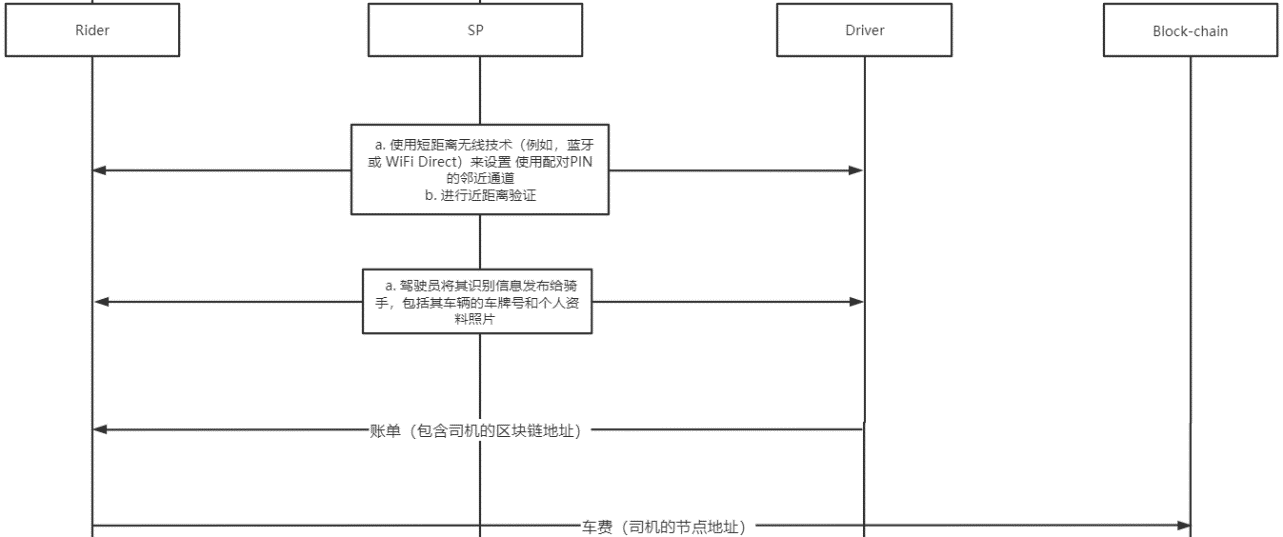 Rider
SP
Driver
Block-chain
a. 使用短距离无线技术（例如，蓝牙
或 WiFi Direct）来设置 使用配对PIN
的邻近通道
b. 进行近距离验证
a. 驾驶员将其识别信息发布给骑
手，包括其车辆的车牌号和个人资
料照片
账单（包含司机的区块链地址）
车费（司机的节点地址）